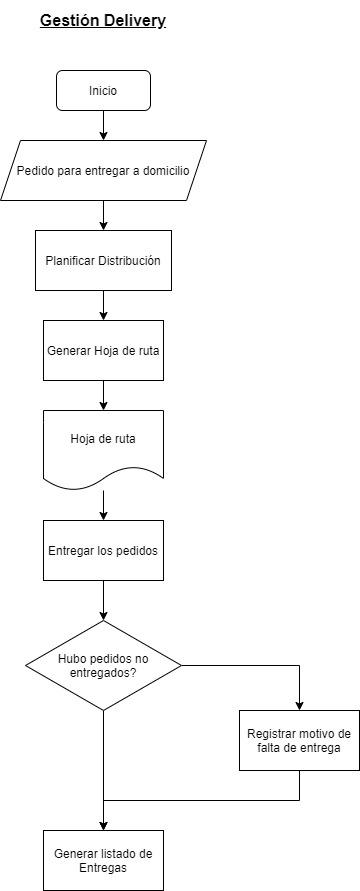 Gestión Delivery
Inicio
Pedido para entregar a domicilio
Planificar Distribución
Generar Hoja de ruta
Hoja de ruta
Entregar los pedidos
Hubo pedidos no
entregados?
Registrar motivo de
falta de entrega
Generar listado de
Entregas